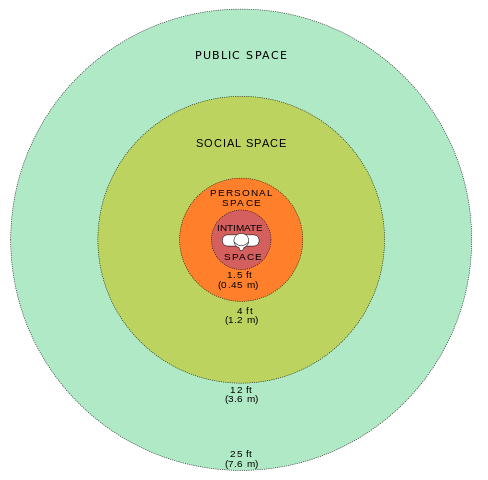 PUBLIC SPACE
SOCIAL SPACE
PERSONAL
SPACE
INTIMATE
SPACE
1.5 ft
(0.45 m)
4 ft
(1.2 m)
12 ft
(3.6 m)
25 ft
(7.6 m)